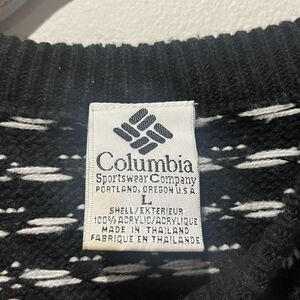 Columbia
Sportswear Company
PORTLAND, OREGON U.S.A.
L
SHELL/EXTERIEUR
100% ACRYLIC/ACRYLIQUE
MADE IN THAILAND
FABRIQUE EN THAILANDE